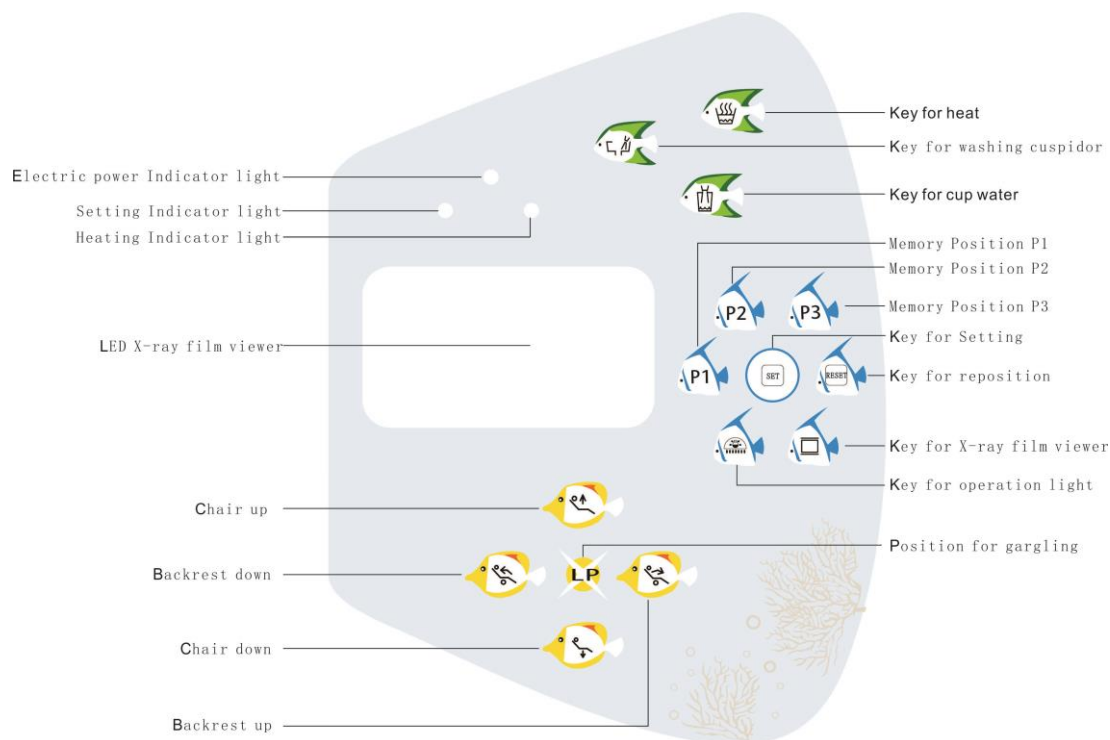 Key for heat
Key for washing cuspidor
Electric power Indicator light
Key for cup water
Setting Indicator light
Heating Indicator light
Memory Position P1
Memory Position P2
P2
P3
Memory Position P3
Key for Setting
LED X-ray film viewer
P1
SET
RESET
Key for reposition
Key for X-ray film viewer
Key for operation light
Chair up
Position for gargling
Backrest down
LP
Chair down
Backrest up